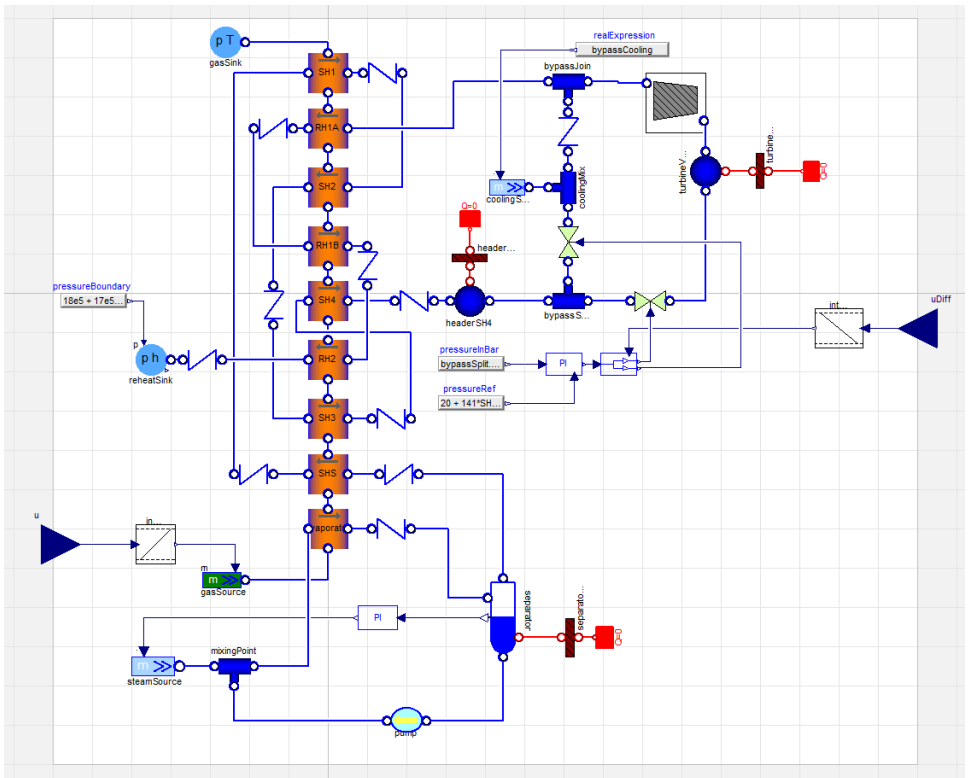 p T
gasSink
realExpression
bypassCooling
SH1
bypassJoin
RH1A
SH2
m
coolingS...
coolingMix
turbineV...
turbine...
Q=0
Q=0
header...
RH1B
pressureBoundary
18e5 + 17e5...
SH4
headerSH4
bypassS...
int...
uDiff
p
p h
reheatSink
RH2
pressureInBar
bypassSplit....
PI
pressureRef
20 + 141*SH...
SH3
SHS
u
in...
vaporat
m
m
gasSource
PI
separator
separato...
Q=0
mixingPoint
m
steamSource
pump